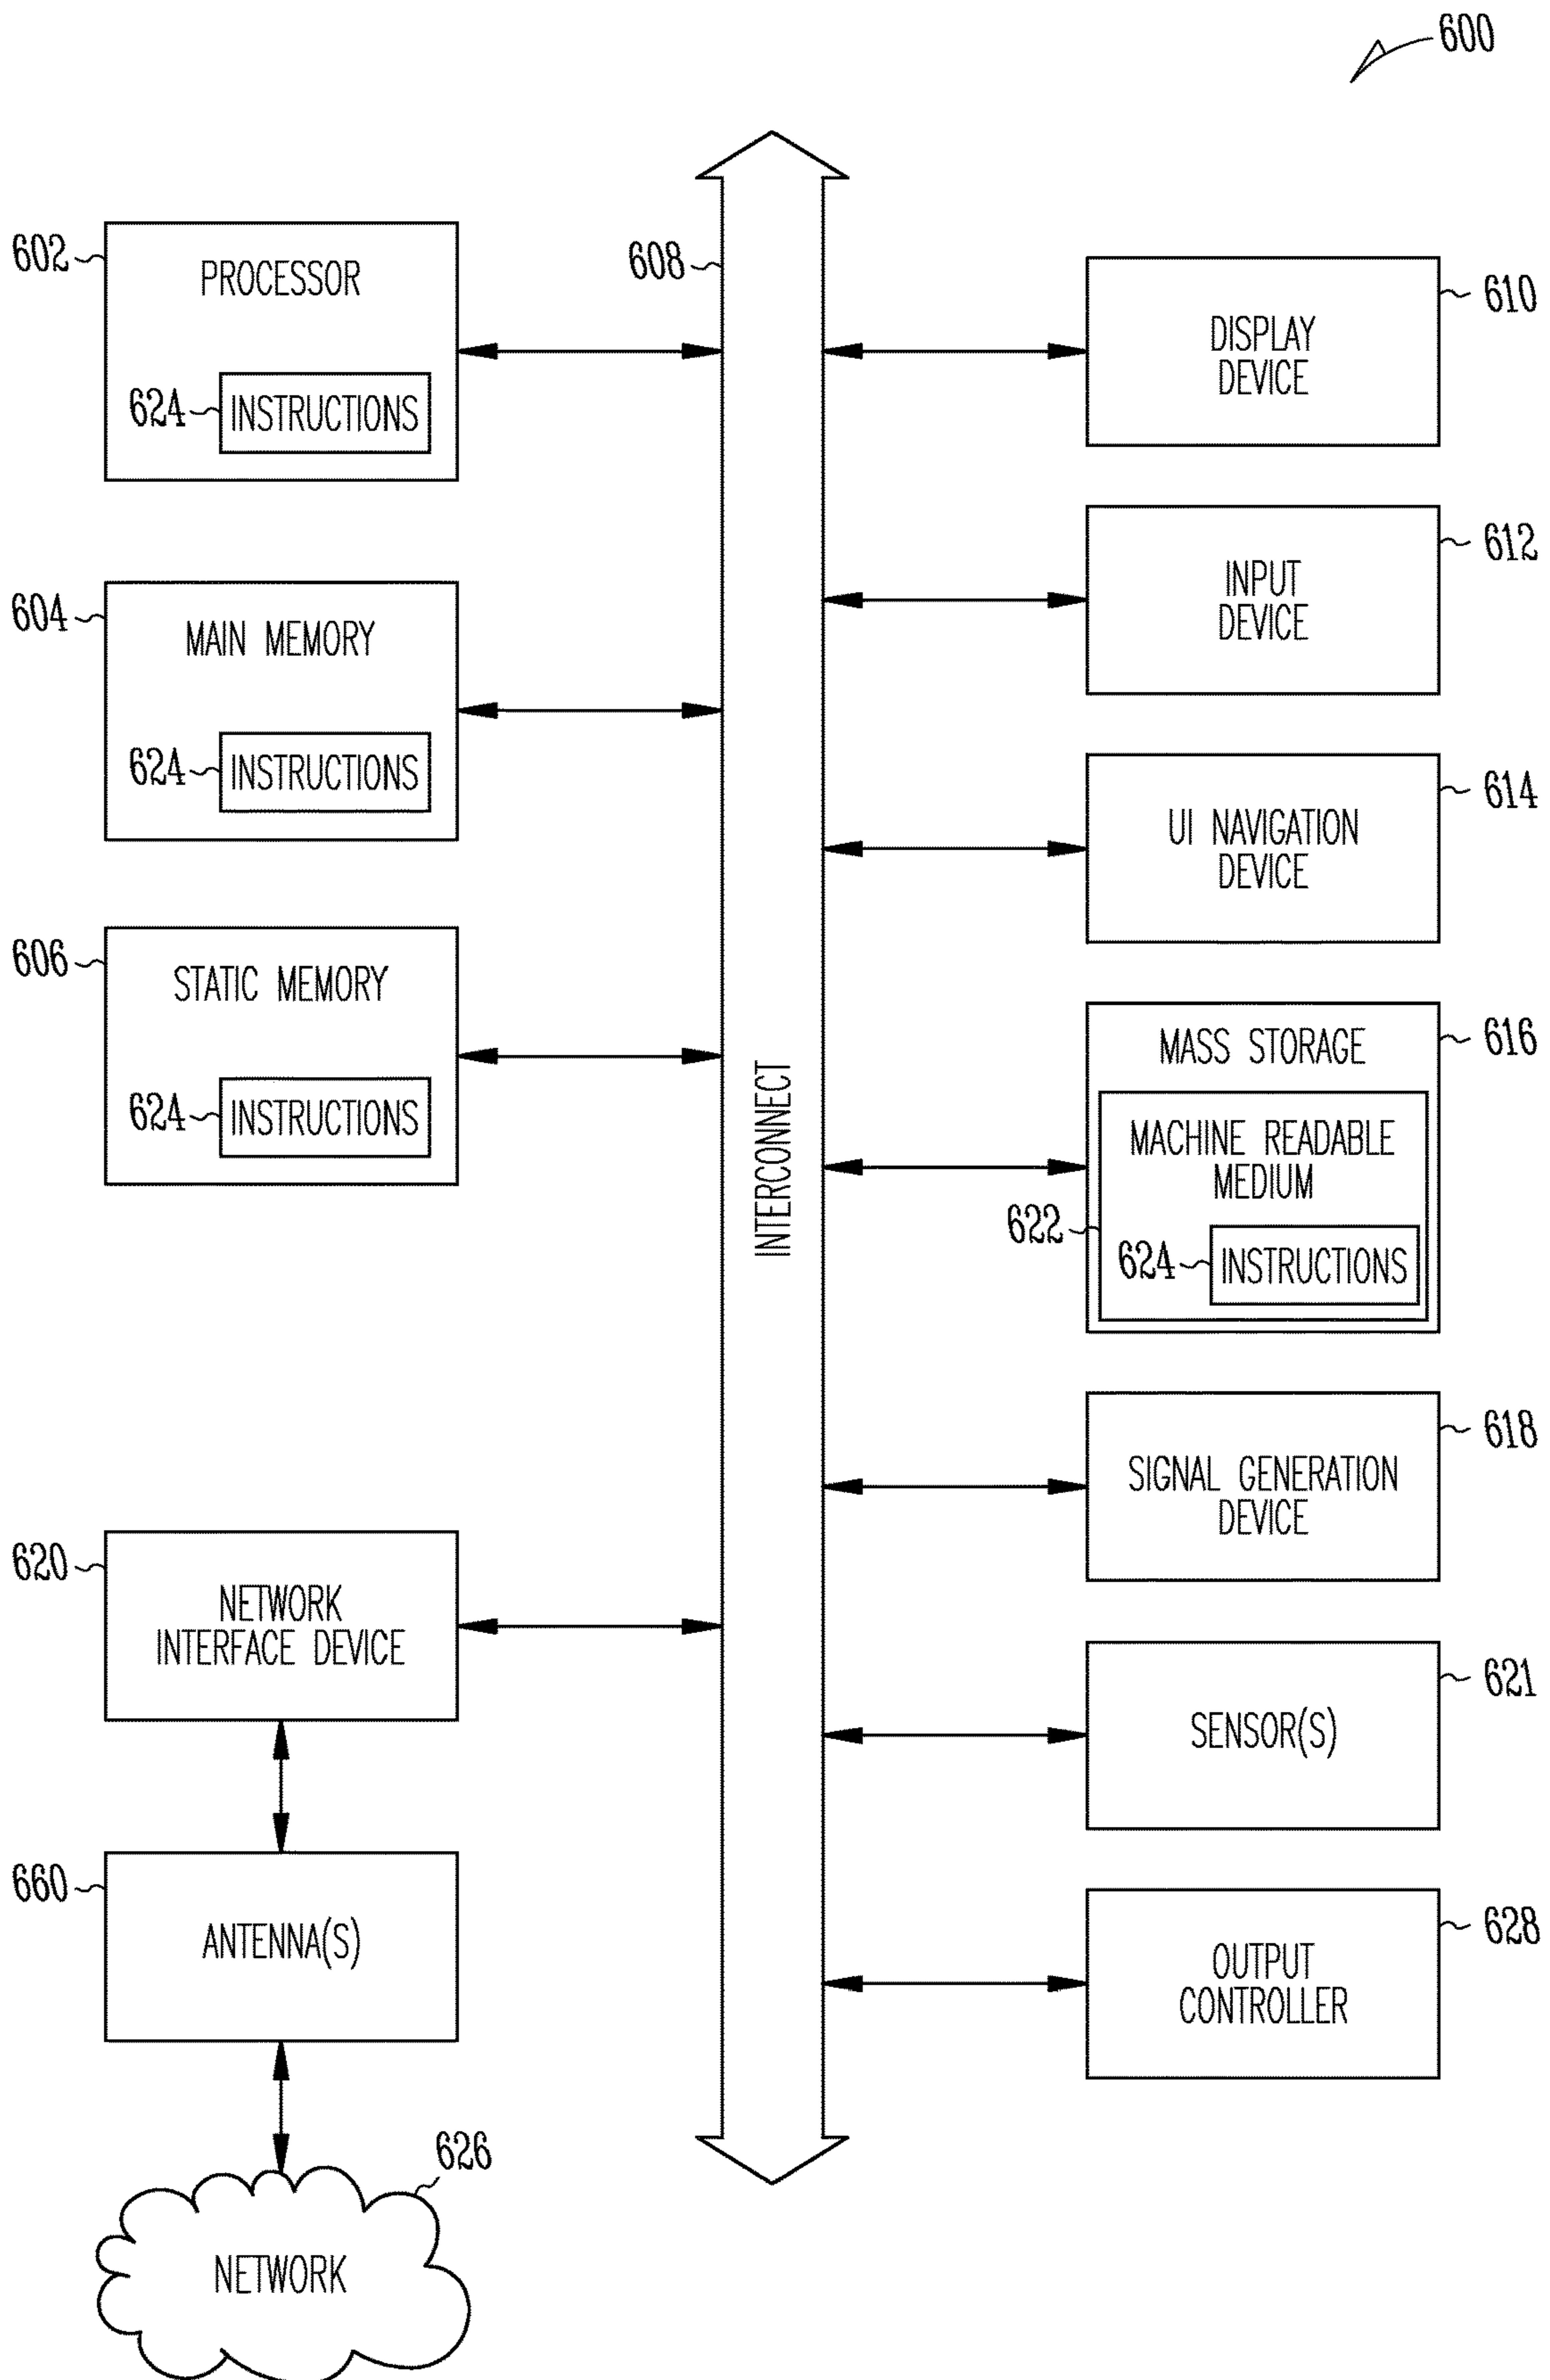 600
602
PROCESSOR
624
INSTRUCTIONS
604
MAIN MEMORY
624
INSTRUCTIONS
606
STATIC MEMORY
624
INSTRUCTIONS
620
NETWORK
INTERFACE DEVICE
660
ANTENNA(S)
626
NETWORK
608
INTERCONNECT
610
DISPLAY
DEVICE
612
INPUT
DEVICE
614
UI NAVIGATION
DEVICE
616
MASS STORAGE
MACHINE READABLE
MEDIUM
622
624
INSTRUCTIONS
618
SIGNAL GENERATION
DEVICE
621
SENSOR(S)
628
OUTPUT
CONTROLLER